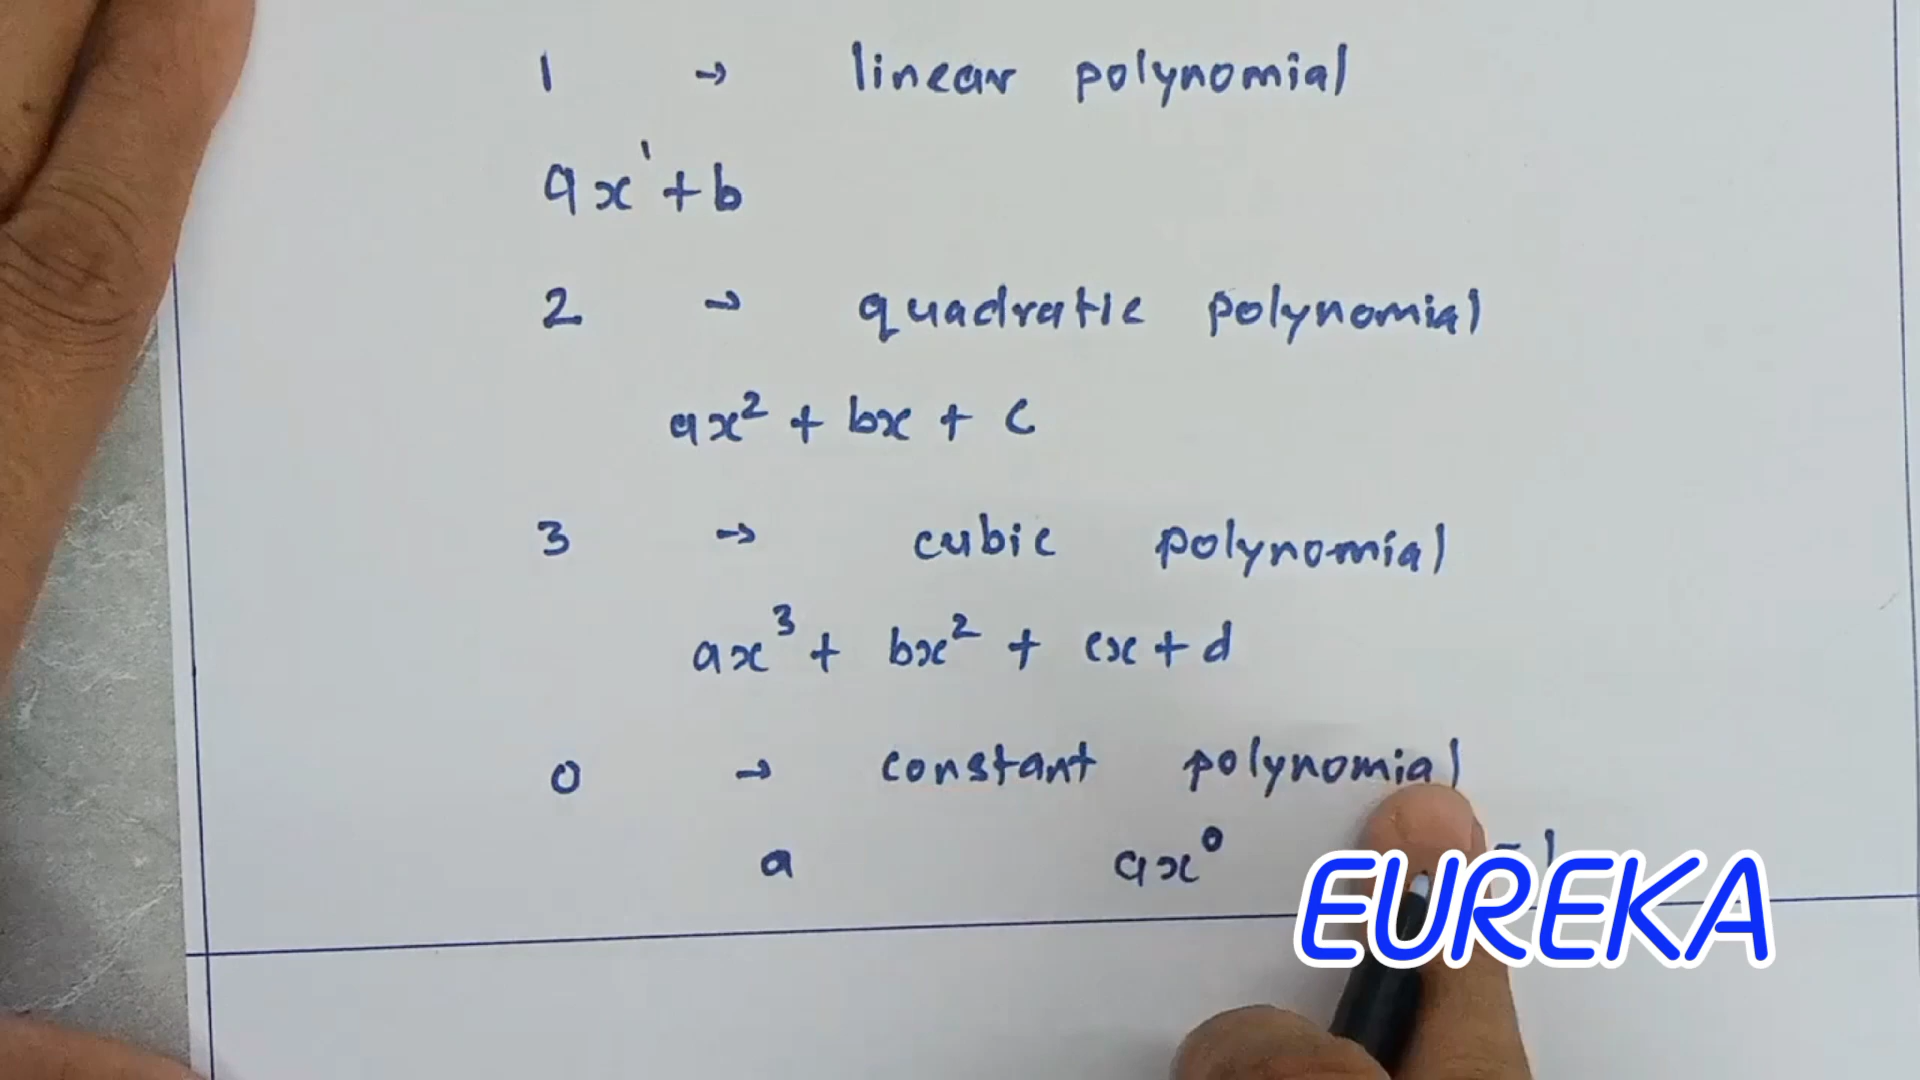 1 → linear polynomial
ax¹ + b
2 → quadratic polynomial
ax² + bx + c
3 → cubic polynomial
ax³ + bx² + cx + d
0 → constant polynomial
a ax⁰ = 1
EUREKA